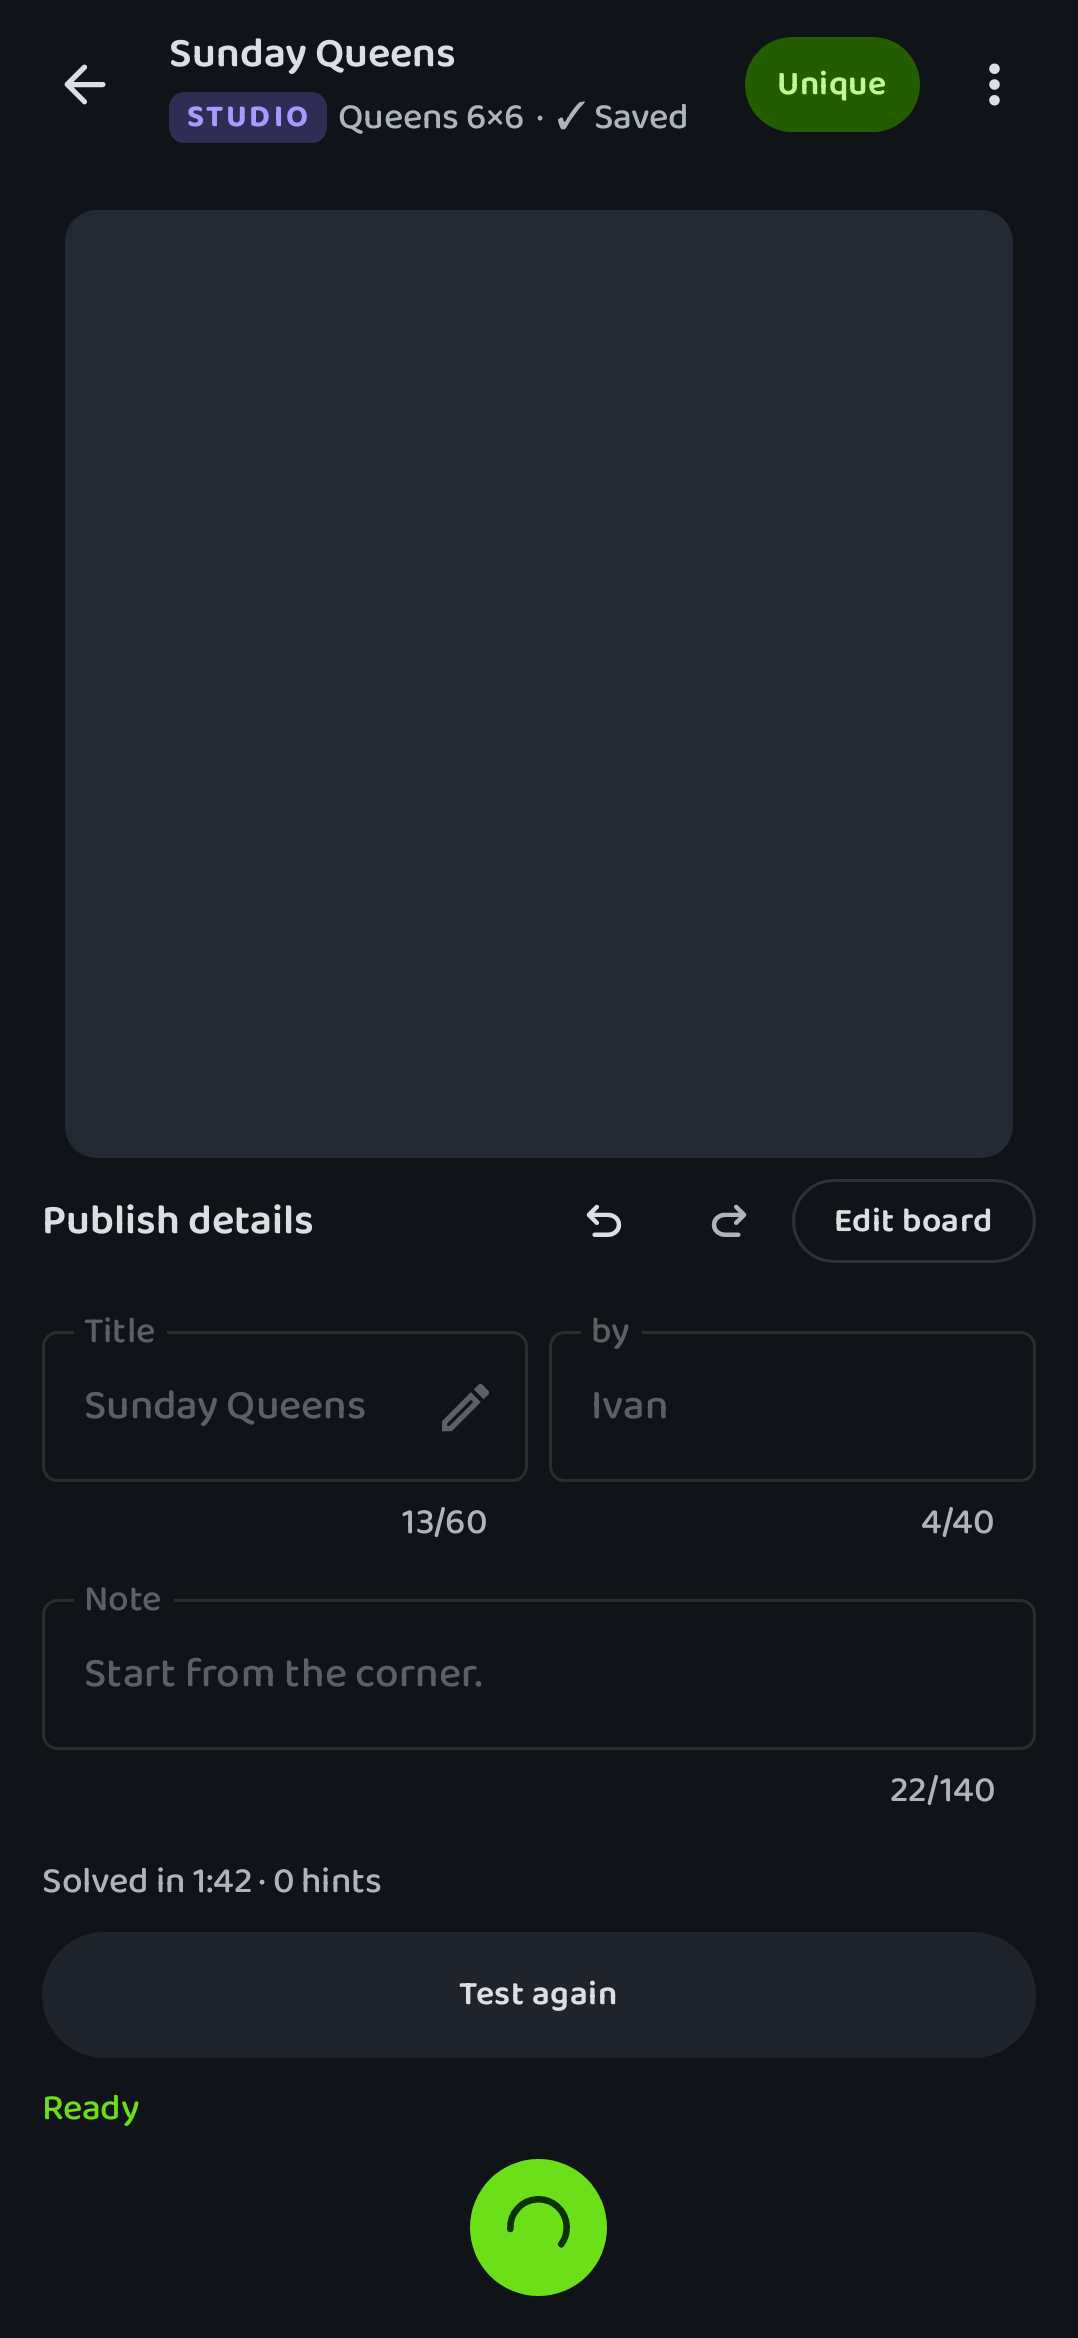 Sunday Queens
Unique
STUDIO Queens 6×6 · ✓ Saved
Publish details
Edit board
Title
Sunday Queens
by
Ivan
13/60
4/40
Note
Start from the corner.
22/140
Solved in 1:42 · 0 hints
Test again
Ready